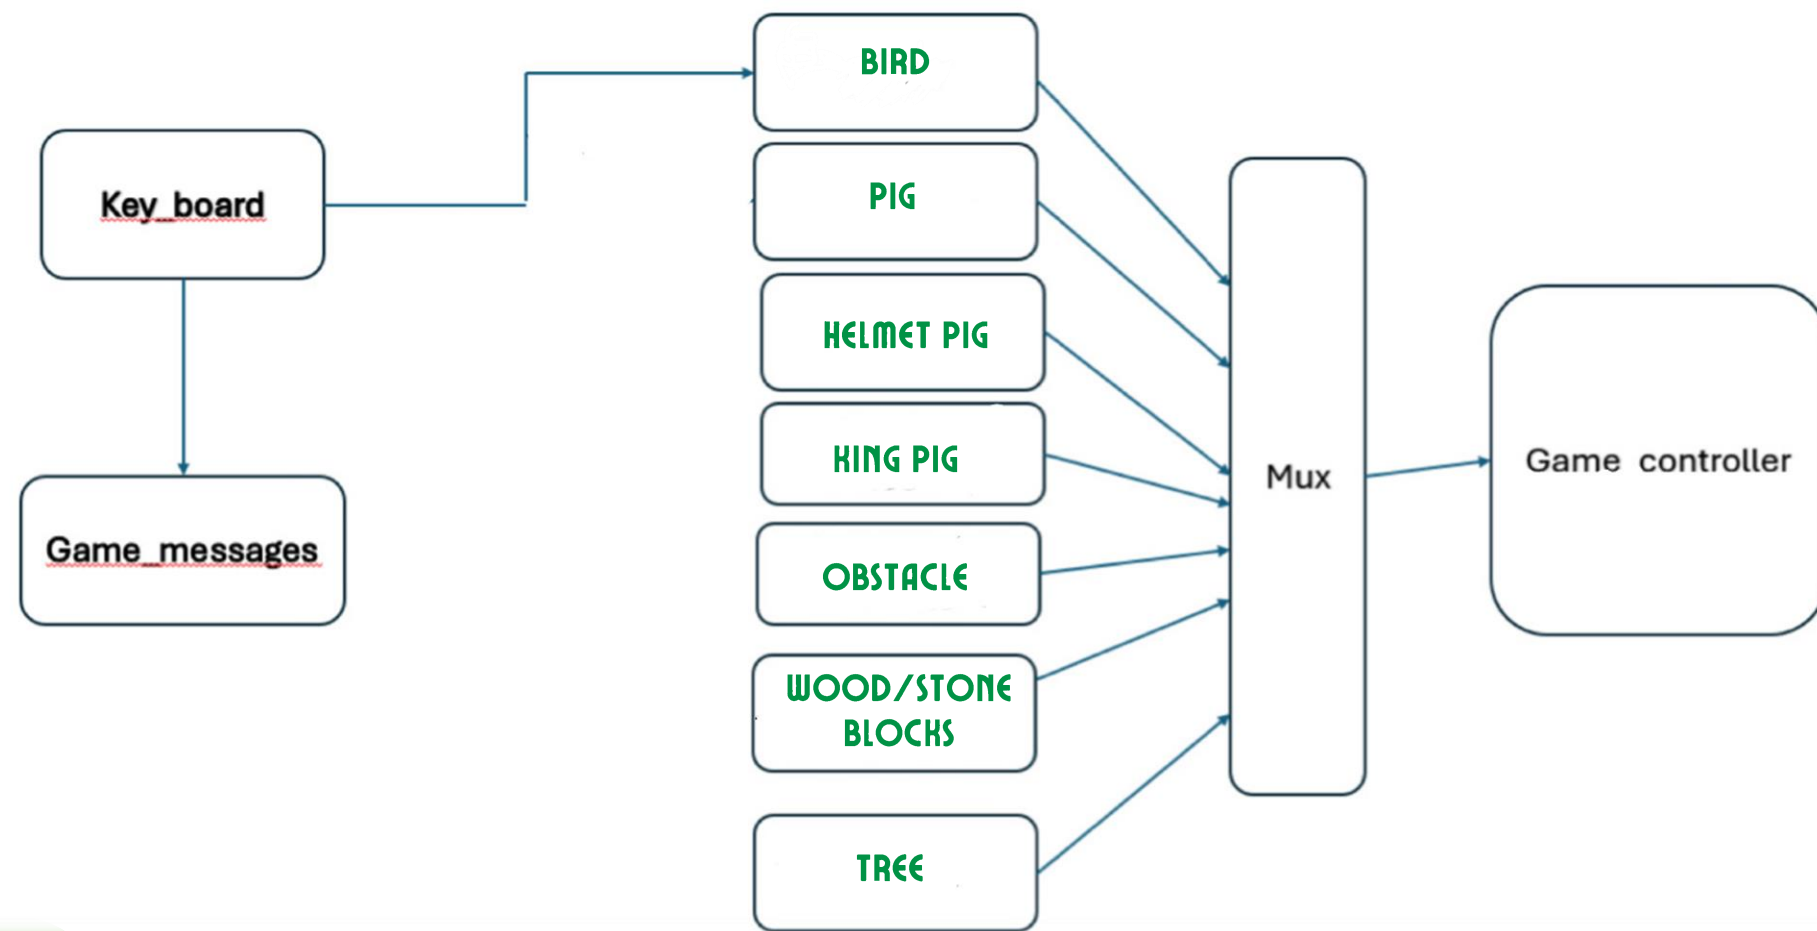 Key_board
Game_messages
BIRD
PIG
HELMET PIG
KING PIG
OBSTACLE
WOOD/STONE
BLOCKS
TREE
Mux
Game controller